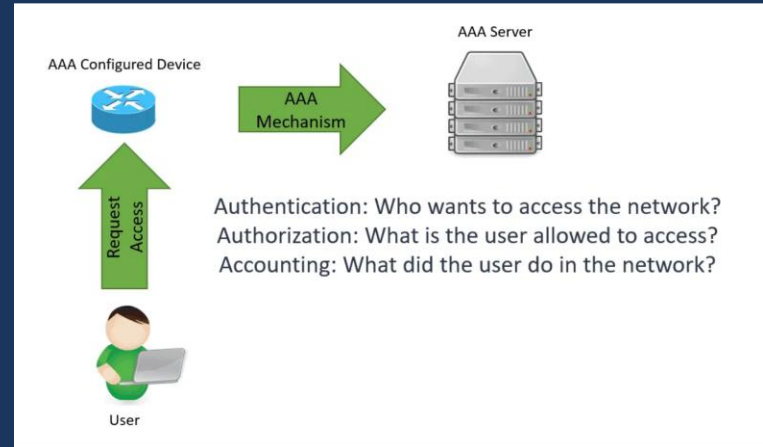 AAA Server
AAA Configured Device
AAA
Mechanism
Request
Access
Authentication: Who wants to access the network?
Authorization: What is the user allowed to access?
Accounting: What did the user do in the network?
User